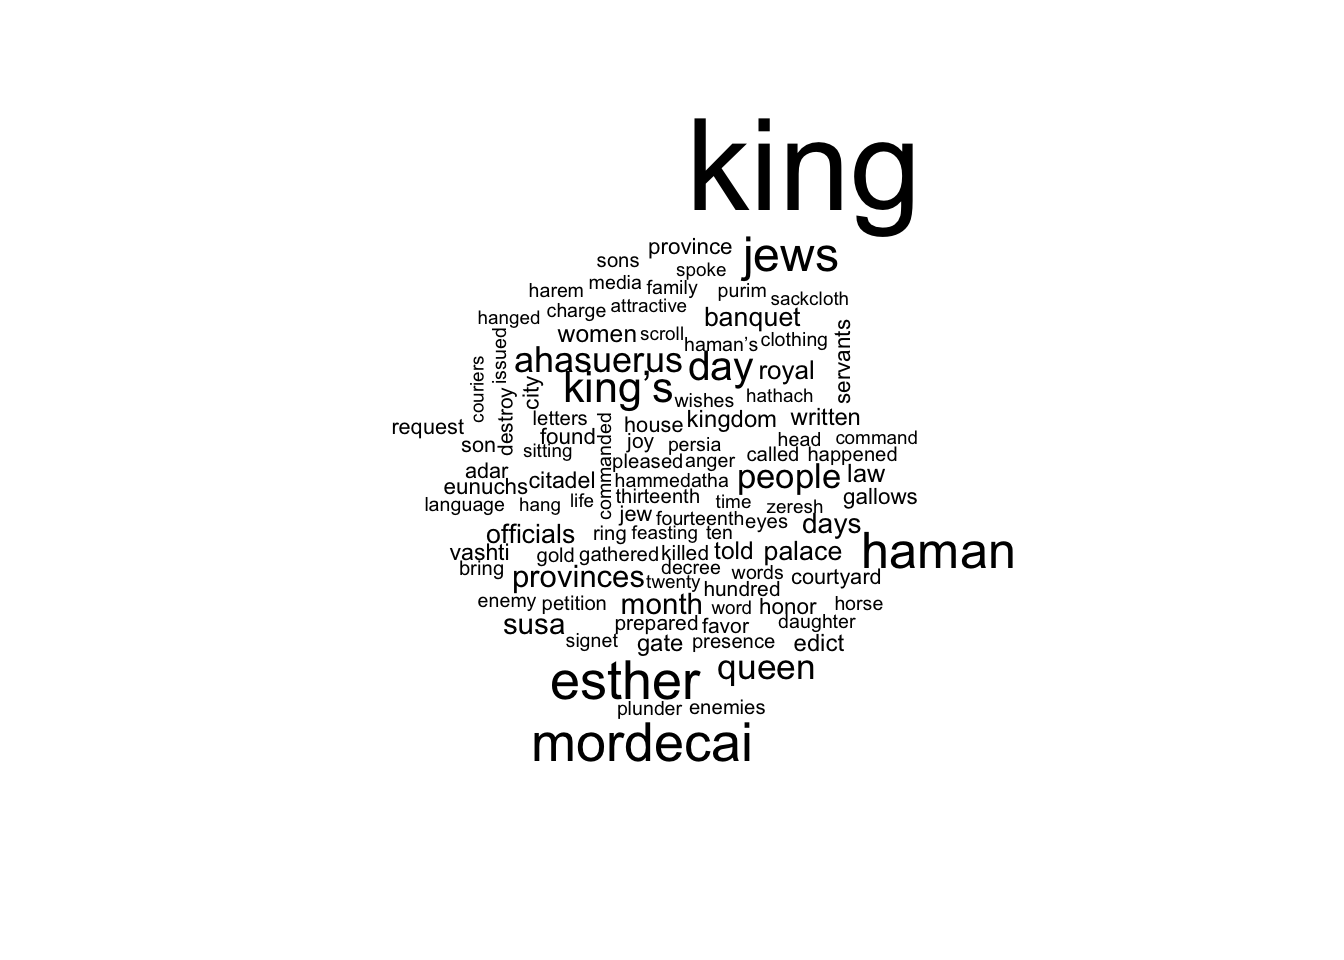 king
province jews
sons spoke
harem media family purim sackcloth
hanged charge attractive banquet
women scroll haman's clothing servants
issued ahasuerus day royal
couriers king's wishes hathach
city destroy letters house kingdom written
request found joy persia head command
son sitting commanded called happened
adar pleased anger people law
eunuchs citadel hammedatha gallows
language hang life thirteenth time zeresh
jew fourteenth eyes days
officials ring feasting ten haman
vashti gold gathered killed told palace
bring provinces decree words courtyard
twenty hundred
enemy petition month word honor horse
susa prepared favor daughter
signet gate presence edict
esther queen
plunder enemies
mordecai